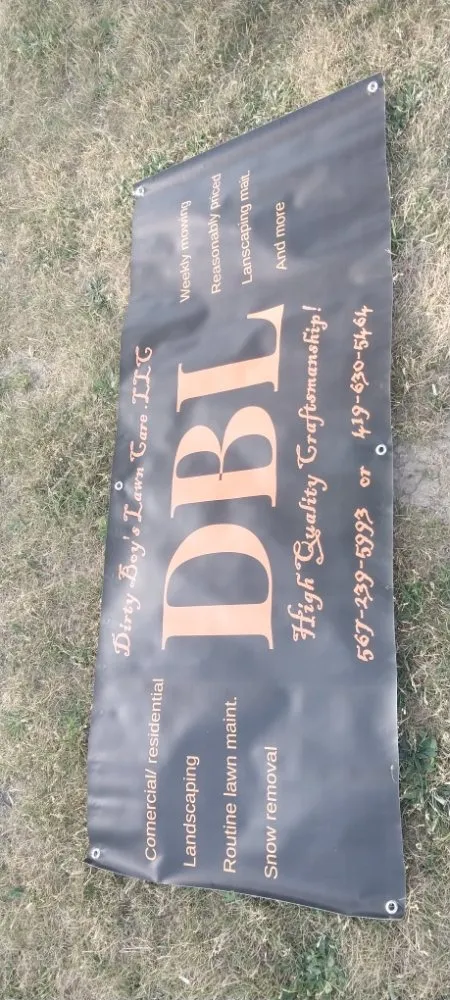 Dirty Boy's Lawn Care .LLC
DBL
High Quality Craftsmanship!
567-239-5993 or 419-630-5464
Comercial/ residential
Landscaping
Routine lawn maint.
Snow removal
Weekly mowing
Reasonably priced
Lanscaping mait.
And more